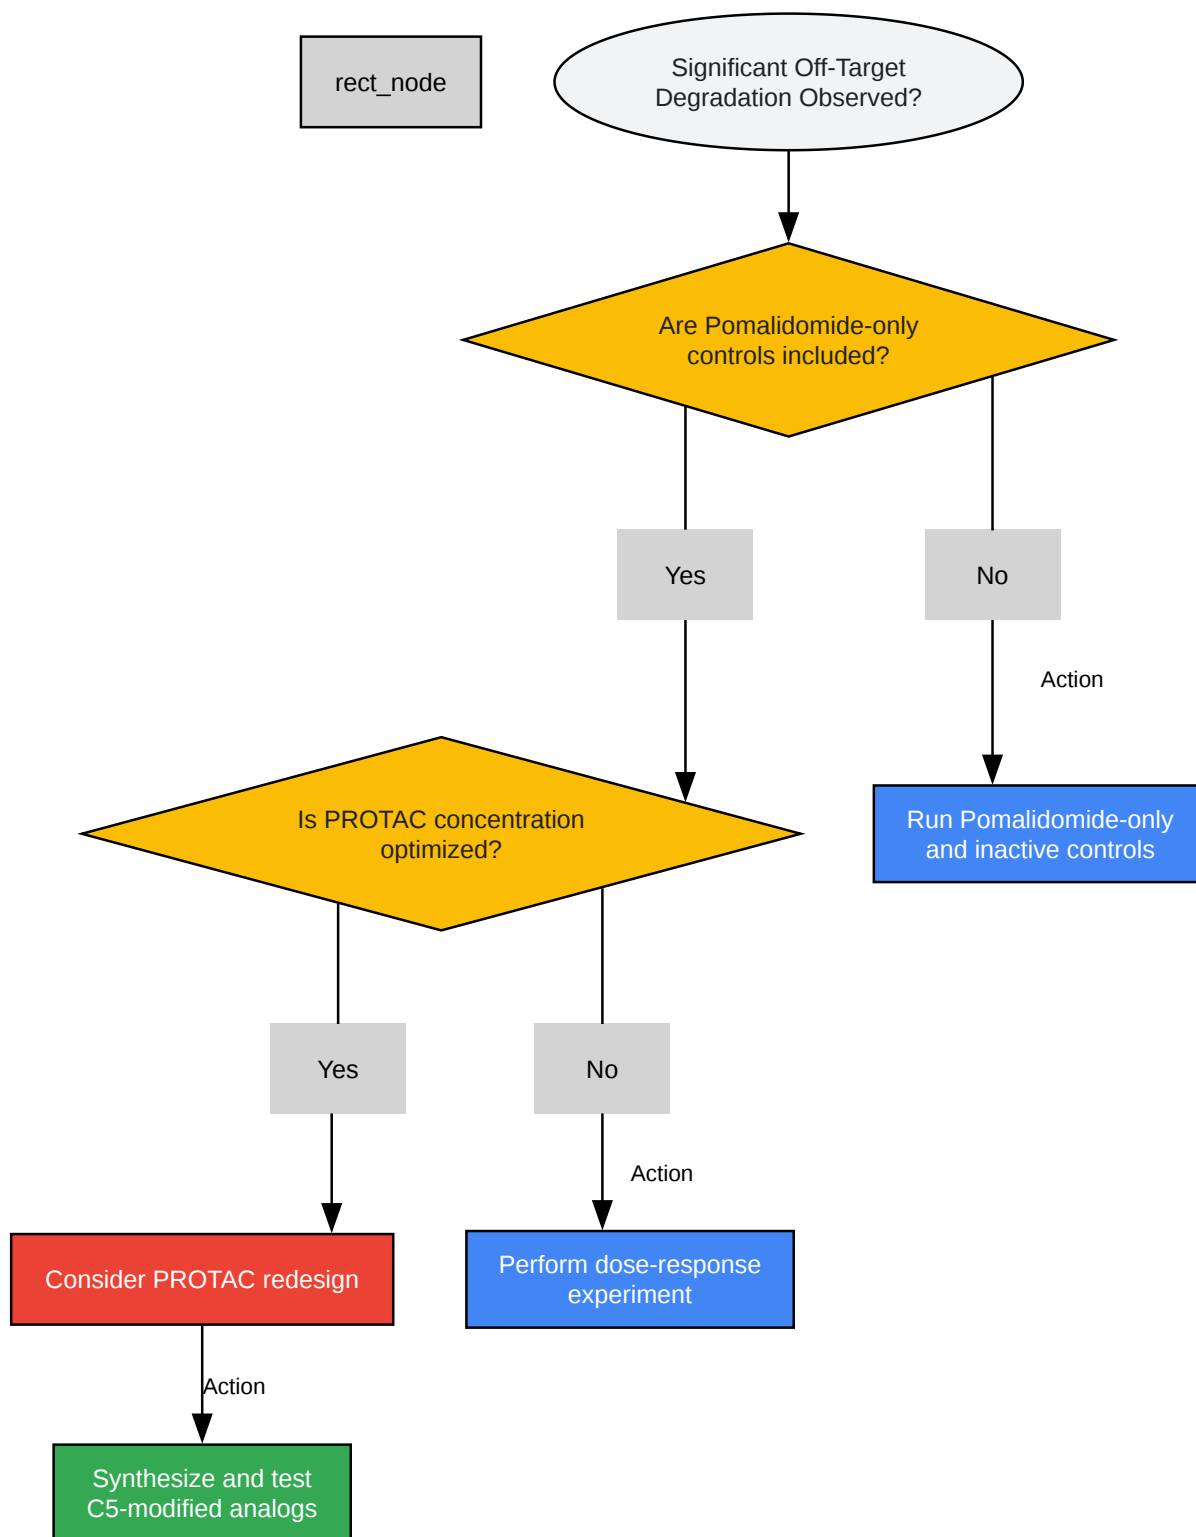 rect_node
Significant Off-Target
Degradation Observed?
Are Pomalidomide-only
controls included?
Yes
No
Action
Is PROTAC concentration
optimized?
Run Pomalidomide-only
and inactive controls
Yes
No
Action
Consider PROTAC redesign
Perform dose-response
experiment
Action
Synthesize and test
C5-modified analogs